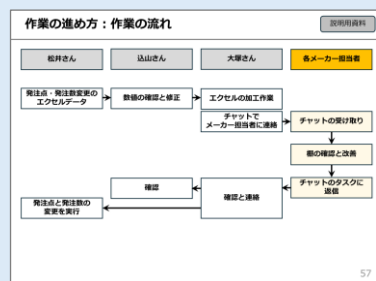 作業の進め方：作業の流れ
説明用資料
松井さん
込山さん
大塚さん
各メーカー担当者
発注点・発注数変更の
エクセルデータ
数値の確認と修正
エクセルの加工作業
チャットで
メーカー担当者に連絡
チャットの受け取り
棚の確認と改善
チャットのタスクに
返信
確認
確認と連絡
発注点と発注数の
変更を実行
57